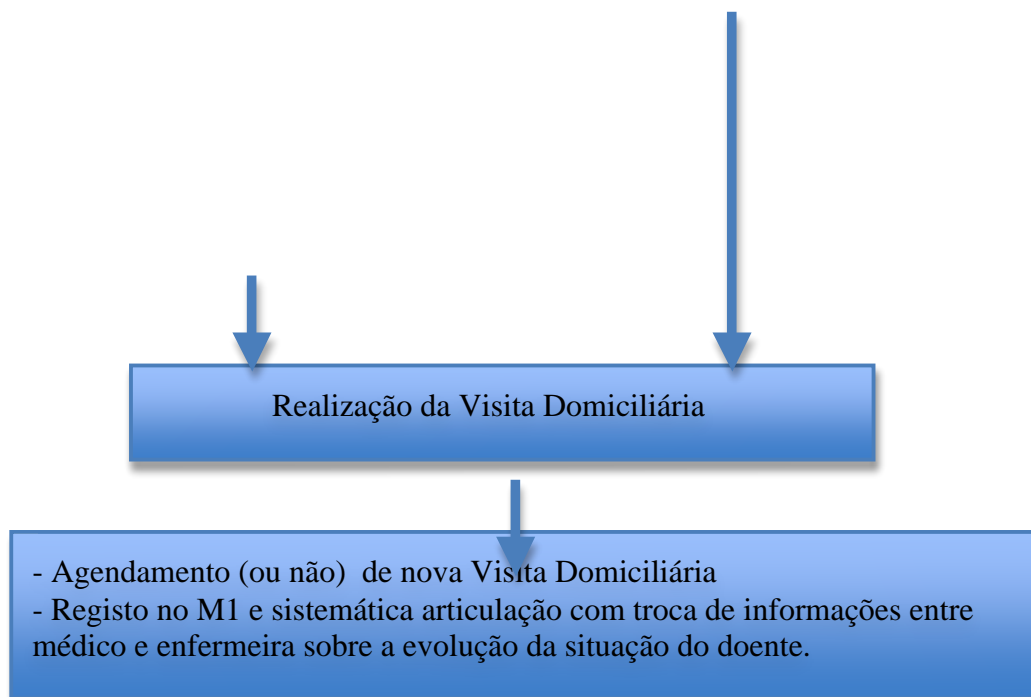 Realização da Visita Domiciliária
- Agendamento (ou não)  de nova Visita Domiciliária
- Registo no M1 e sistemática articulação com troca de informações entre
médico e enfermeira sobre a evolução da situação do doente.